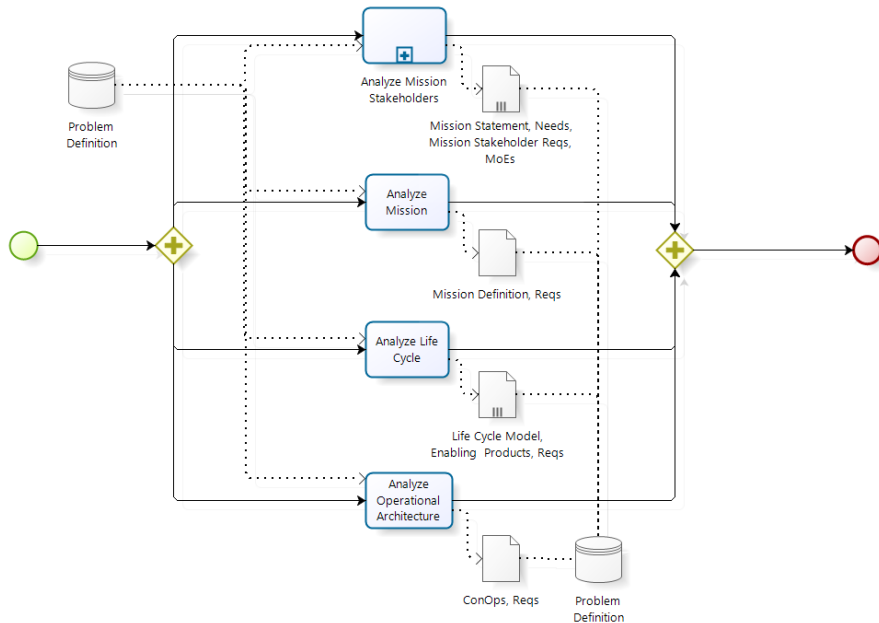 Analyze Mission
Stakeholders
Problem
Definition
Mission Statement, Needs,
Mission Stakeholder Reqs,
MoEs
Analyze
Mission
Mission Definition, Reqs
Analyze Life
Cycle
Life Cycle Model,
Enabling Products, Reqs
Analyze
Operational
Architecture
ConOps, Reqs
Problem
Definition